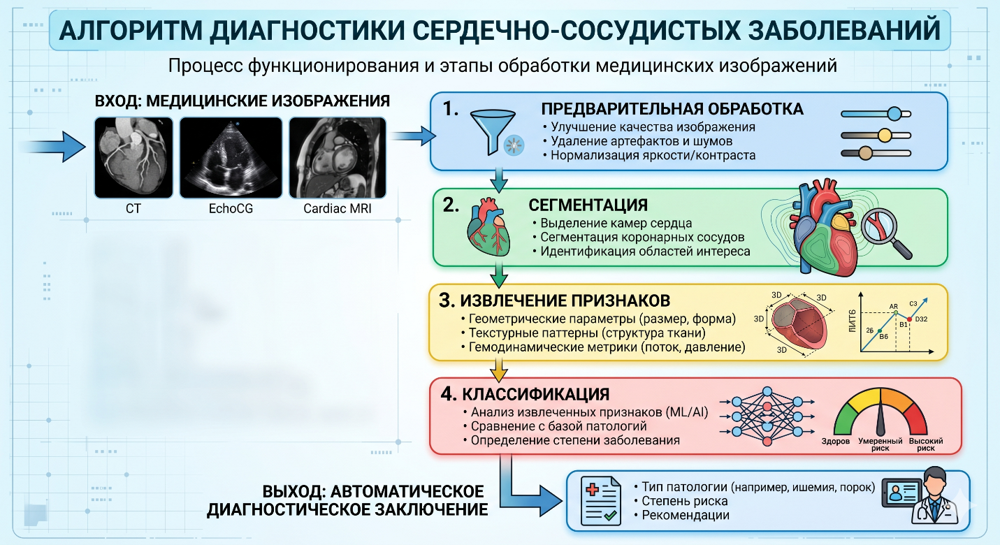 АЛГОРИТМ ДИАГНОСТИКИ СЕРДЕЧНО-СОСУДИСТЫХ ЗАБОЛЕВАНИЙ
Процесс функционирования и этапы обработки медицинских изображений
ВХОД: МЕДИЦИНСКИЕ ИЗОБРАЖЕНИЯ
CT
EchoCG
Cardiac MRI
1. ПРЕДВАРИТЕЛЬНАЯ ОБРАБОТКА
• Улучшение качества изображения
• Удаление артефактов и шумов
• Нормализация яркости/контраста
2. СЕГМЕНТАЦИЯ
• Выделение камер сердца
• Сегментация коронарных сосудов
• Идентификация областей интереса
3. ИЗВЛЕЧЕНИЕ ПРИЗНАКОВ
• Геометрические параметры (размер, форма)
• Текстурные паттерны (структура ткани)
• Гемодинамические метрики (поток, давление)
3D
3D
3D
3D
AR
C3
D32
B1
26
B6
4. КЛАССИФИКАЦИЯ
• Анализ извлеченных признаков (ML/AI)
• Сравнение с базой патологий
• Определение степени заболевания
Здоров
Умеренный
риск
Высокий
риск
ВЫХОД: АВТОМАТИЧЕСКОЕ
ДИАГНОСТИЧЕСКОЕ ЗАКЛЮЧЕНИЕ
• Тип патологии (например, ишемия, порок)
• Степень риска
• Рекомендации